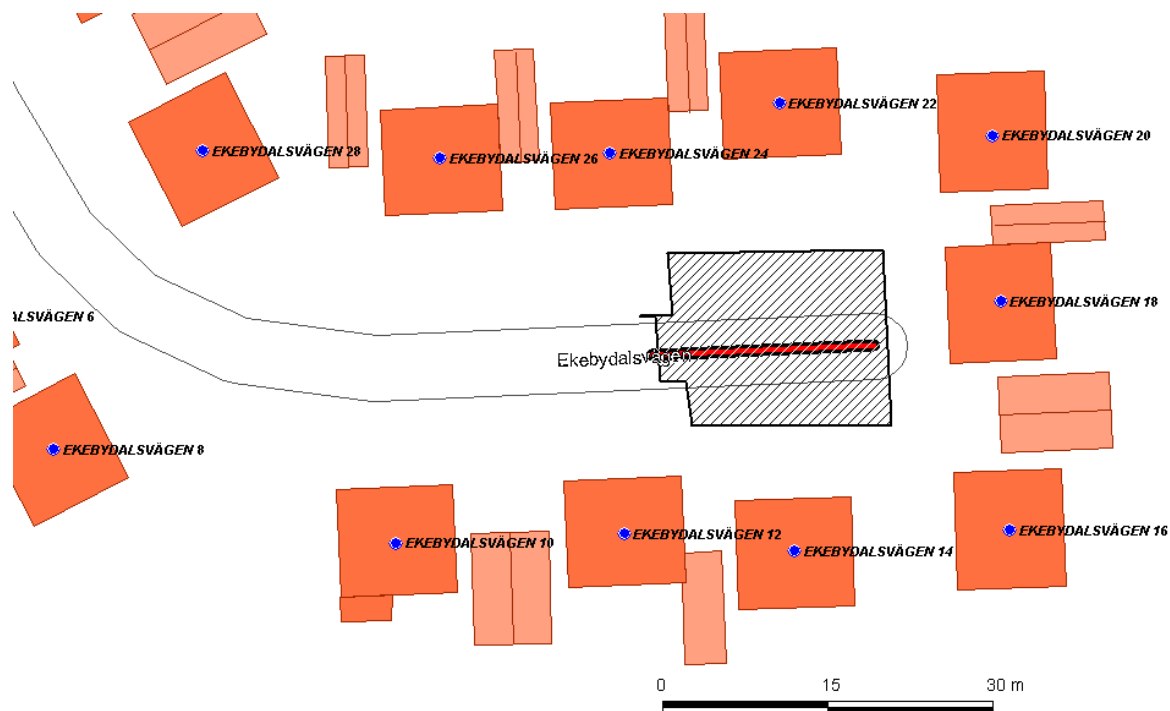 EKEBYDALSVÄGEN 22
EKEBYDALSVÄGEN 20
EKEBYDALSVÄGEN 28
EKEBYDALSVÄGEN 26
EKEBYDALSVÄGEN 24
EKEBYDALSVÄGEN 18
ALSVÄGEN 6
Ekebydalsvägen
EKEBYDALSVÄGEN 8
EKEBYDALSVÄGEN 10
EKEBYDALSVÄGEN 12
EKEBYDALSVÄGEN 14
EKEBYDALSVÄGEN 16
0 15 30 m